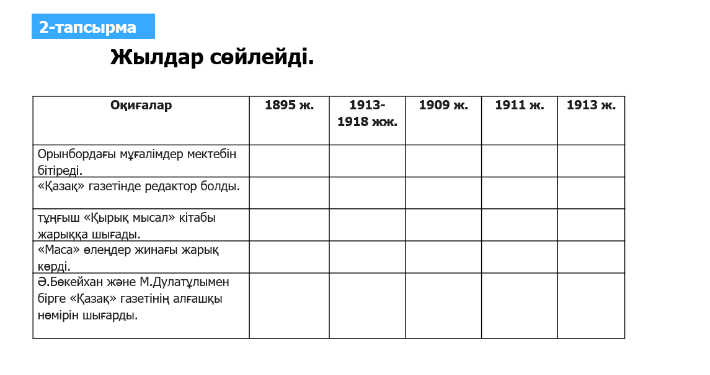 2-тапсырма
Жылдар сөйлейді.
Оқиғалар 1895 ж. 1913- 1909 ж. 1911 ж. 1913 ж.
1918 жж.
Орынбордағы мұғалімдер мектебін
бітіреді.
«Қазақ» газетінде редактор болды.
тұңғыш «Қырық мысал» кітабы
жарыққа шығады.
«Маса» өлеңдер жинағы жарық
көрді.
Ә.Бөкейхан және М.Дулатұлымен
бірге «Қазақ» газетінің алғашқы
нөмірін шығарды.